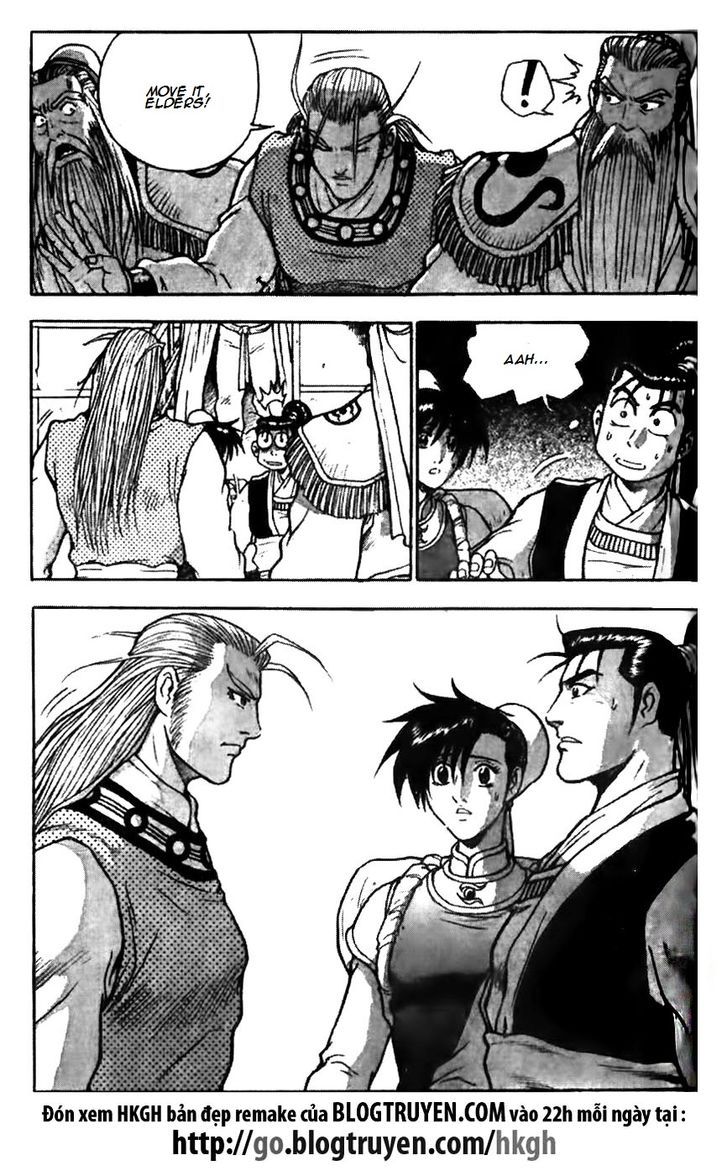 MOVE IT,
ELDERS!
!
AAH...
Đón xem HKGH bản đẹp remake của BLOGTRUYEN.COM vào 22h mỗi ngày tại :
http://go.blogtruyen.com/hkgh